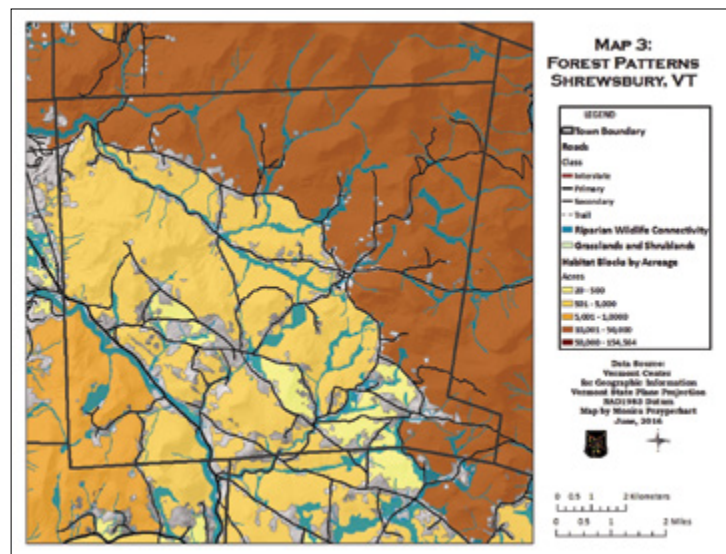 MAP 3:
FOREST PATTERNS
SHREWSBURY, VT
LEGEND
Town Boundary
Roads
Class
Interstate
Primary
Secondary
Trail
Riparian Wildlife Connectivity
Grasslands and Shrublands
Habitat Blocks by Acreage
Acres
20 - 500
501 - 5,000
5,001 - 1,0000
10,001 - 50,000
50,000 - 154,564
Data Source:
Vermont Center
for Geographic Information
Vermont State Plane Projection
NAD1983 Datum
Map by Monica Przyperhart
June, 2016
0 0.5 1 2 Kilometers
0 0.5 1 2 Miles